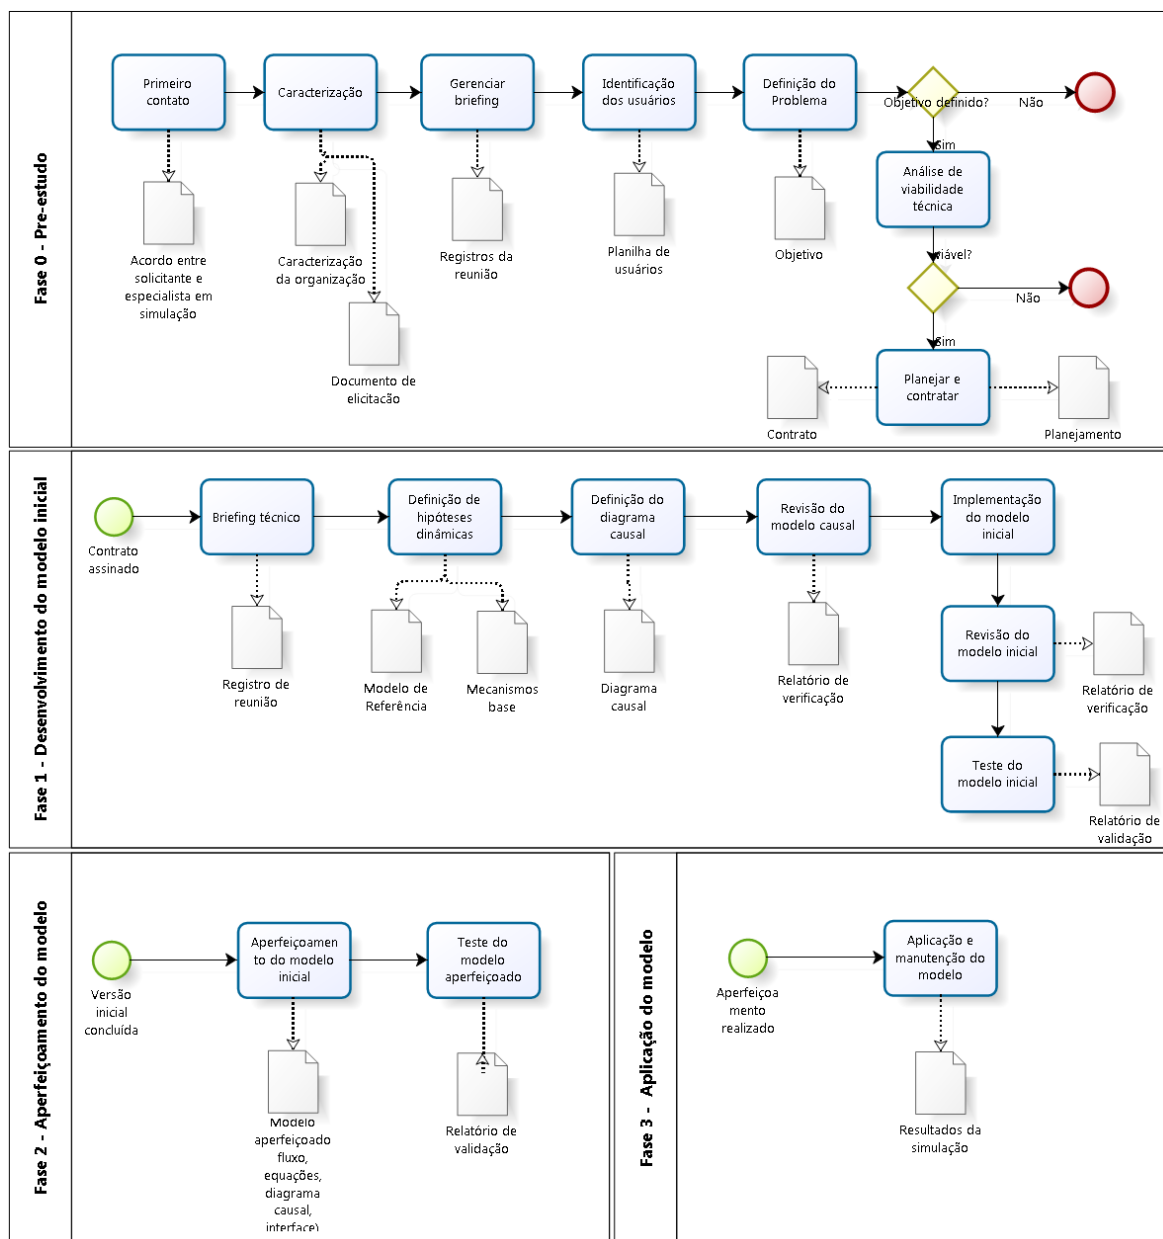 Fase 0 - Pre-estudo
Primeiro
contato
Caracterização
Gerenciar
briefing
Identificação
dos usuários
Definição do
Problema
Objetivo definido?
Não
Sim
Análise de
viabilidade
técnica
viável?
Não
Sim
Planejar e
contratar
Acordo entre
solicitante e
especialista em
simulação
Caracterização
da organização
Documento de
elicitacão
Registros da
reunião
Planilha de
usuários
Objetivo
Contrato
Planejamento
Fase 1 - Desenvolvimento do modelo inicial
Contrato
assinado
Briefing técnico
Definição de
hipóteses
dinâmicas
Definição do
diagrama
causal
Revisão do
modelo causal
Implementação
do modelo
inicial
Registro de
reunião
Modelo de
Referência
Mecanismos
base
Diagrama
causal
Relatório de
verificação
Revisão do
modelo inicial
Relatório de
verificação
Teste do
modelo inicial
Relatório de
validação
Fase 2 - Aperfeiçoamento do modelo
Versão
inicial
concluída
Aperfeiçoamen
to do modelo
inicial
Teste do
modelo
aperfeiçoado
Modelo
aperfeiçoado
fluxo,
equações,
diagrama
causal,
interface)
Relatório de
validação
Fase 3 - Aplicação do modelo
Aperfeiçoa
mento
realizado
Aplicação e
manutenção do
modelo
Resultados da
simulação